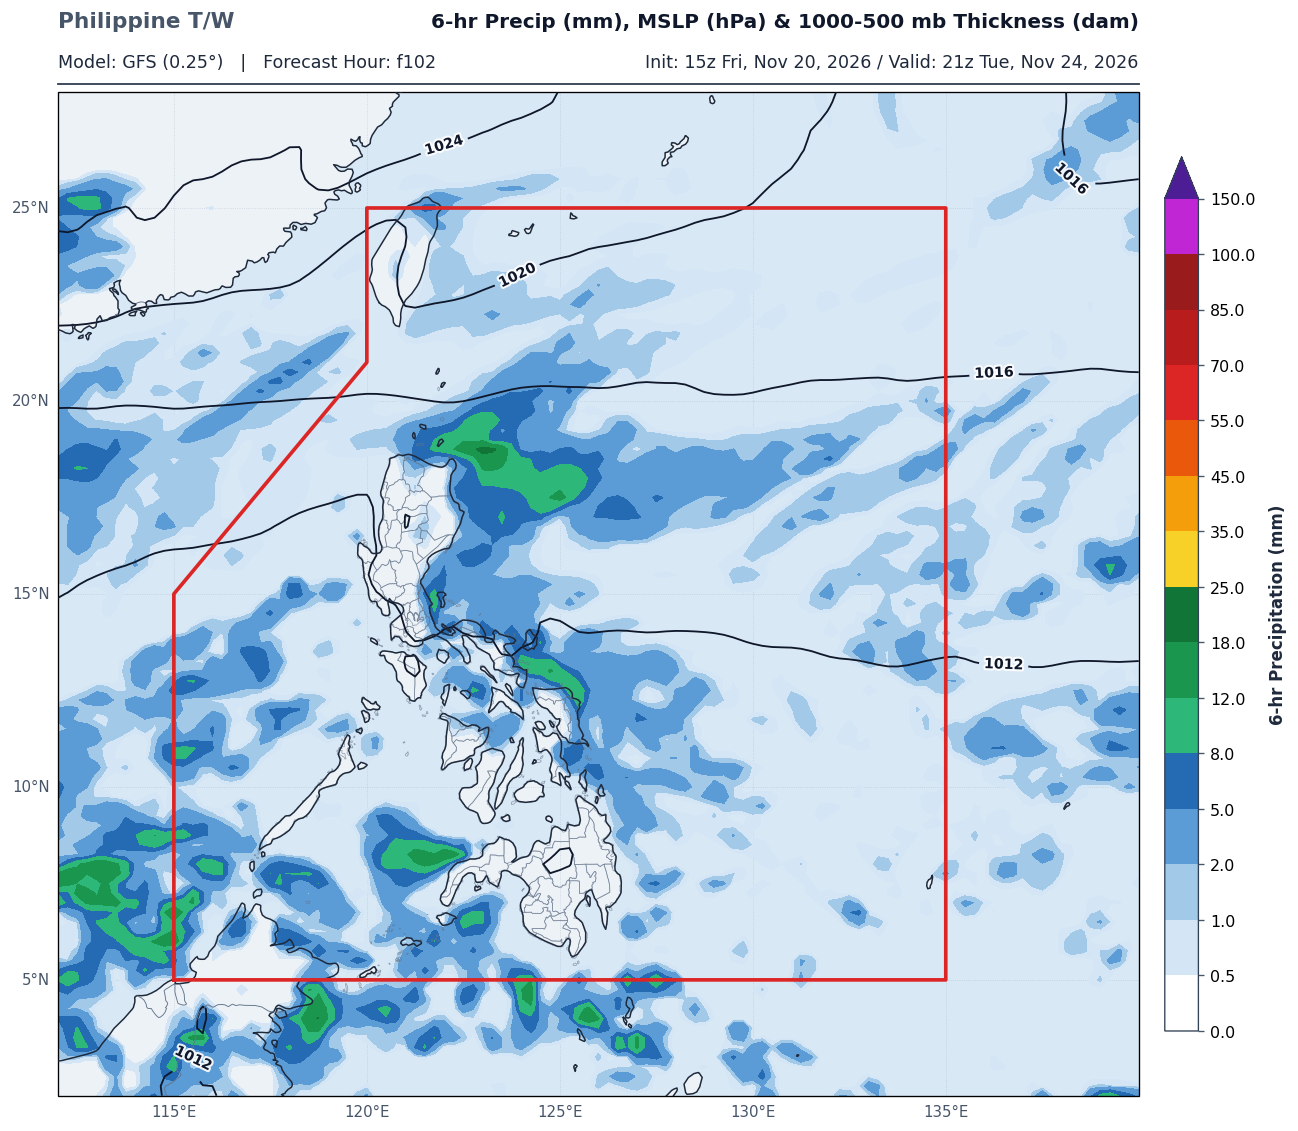 Philippine T/W
6-hr Precip (mm), MSLP (hPa) & 1000-500 mb Thickness (dam)
Model: GFS (0.25°) | Forecast Hour: f102
Init: 15z Fri, Nov 20, 2026 / Valid: 21z Tue, Nov 24, 2026
1024
1016
1020
1016
1012
1012
25°N
20°N
15°N
10°N
5°N
115°E
120°E
125°E
130°E
135°E
150.0
100.0
85.0
70.0
55.0
45.0
35.0
25.0
18.0
12.0
8.0
5.0
2.0
1.0
0.5
0.0
6-hr Precipitation (mm)